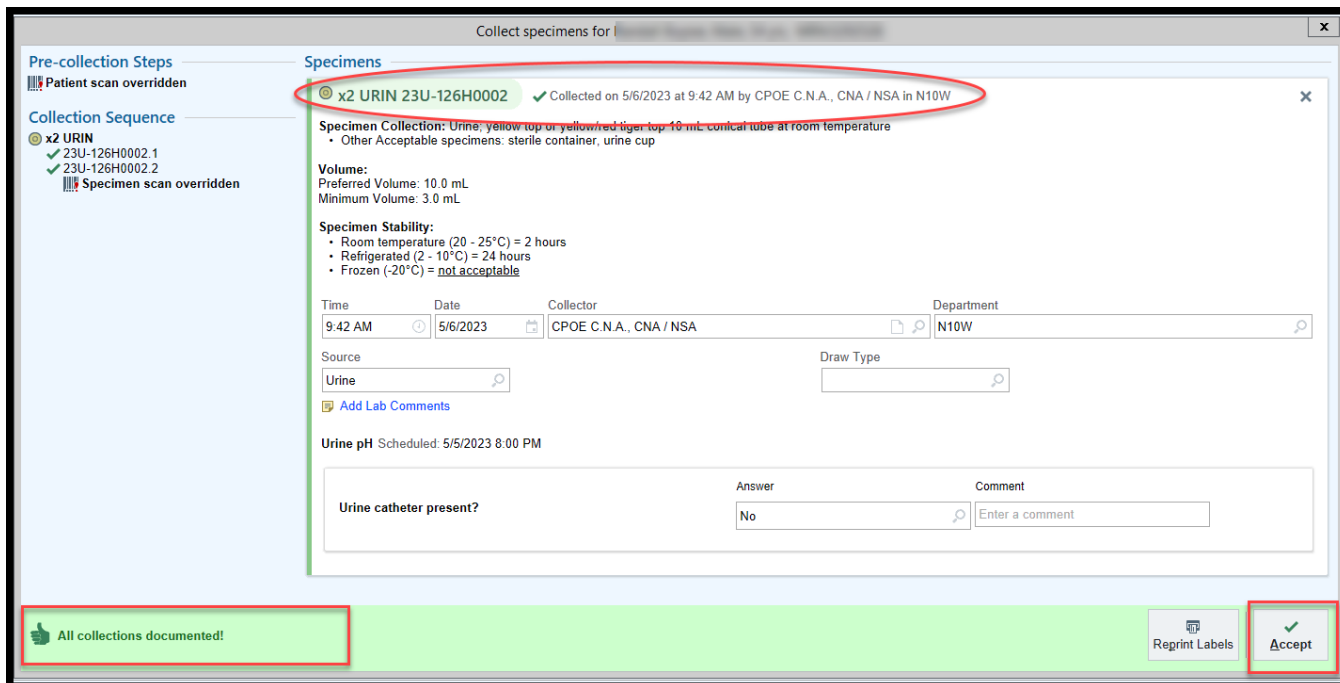 Collect specimens for
x
Pre-collection Steps
Patient scan overridden
Collection Sequence
x2 URIN
23U-126H0002.1
23U-126H0002.2
Specimen scan overridden
Specimens
x2 URIN 23U-126H0002 Collected on 5/6/2023 at 9:42 AM by CPOE C.N.A., CNA / NSA in N10W
Specimen Collection: Urine; yellow top or yellow/red tiger top 10 mL conical tube at room temperature
• Other Acceptable specimens: sterile container, urine cup
Volume:
Preferred Volume: 10.0 mL
Minimum Volume: 3.0 mL
Specimen Stability:
• Room temperature (20 - 25°C) = 2 hours
• Refrigerated (2 - 10°C) = 24 hours
• Frozen (-20°C) = not acceptable
Time Date Collector Department
9:42 AM 5/6/2023 CPOE C.N.A., CNA / NSA N10W
Source Draw Type
Urine
Add Lab Comments
Urine pH Scheduled: 5/5/2023 8:00 PM
Answer Comment
Urine catheter present? No Enter a comment
All collections documented!
Reprint Labels
Accept